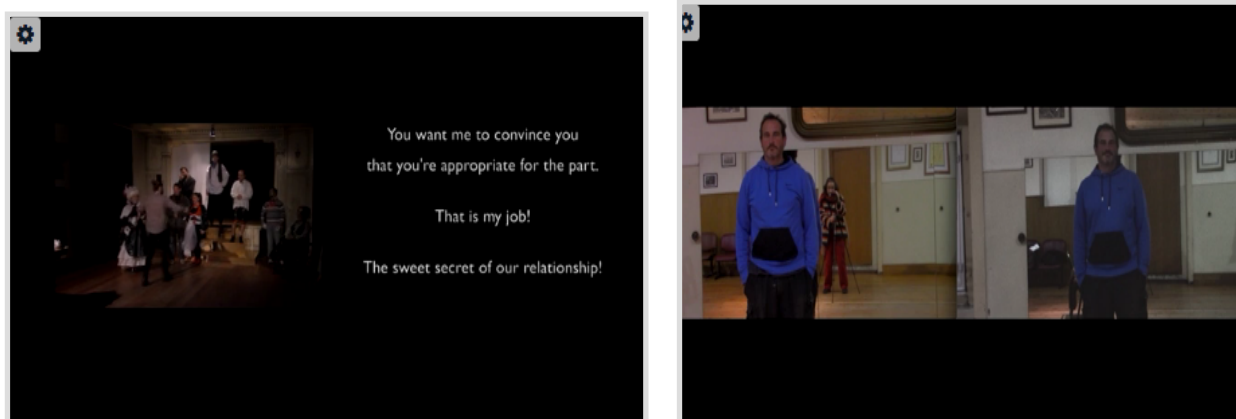 You want me to convince you
that you're appropriate for the part.
That is my job!
The sweet secret of our relationship!